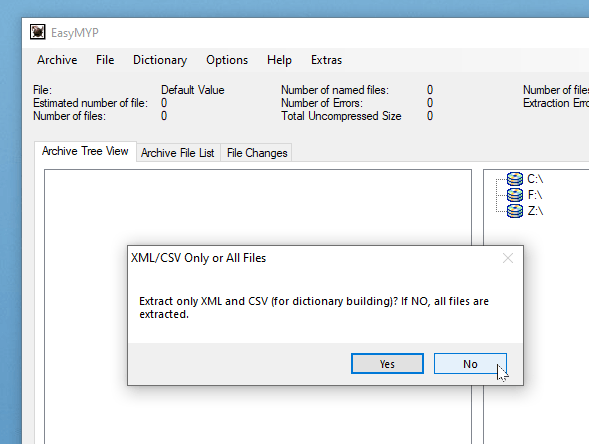 EasyMYP
Archive File Dictionary Options Help Extras
File: Default Value Number of named files: 0 Number of files
Estimated number of file: 0 Number of Errors: 0 Extraction Erro
Number of files: 0 Total Uncompressed Size 0
Archive Tree View Archive File List File Changes
C:\
F:\
Z:\
XML/CSV Only or All Files
Extract only XML and CSV (for dictionary building)? If NO, all files are
extracted.
Yes No